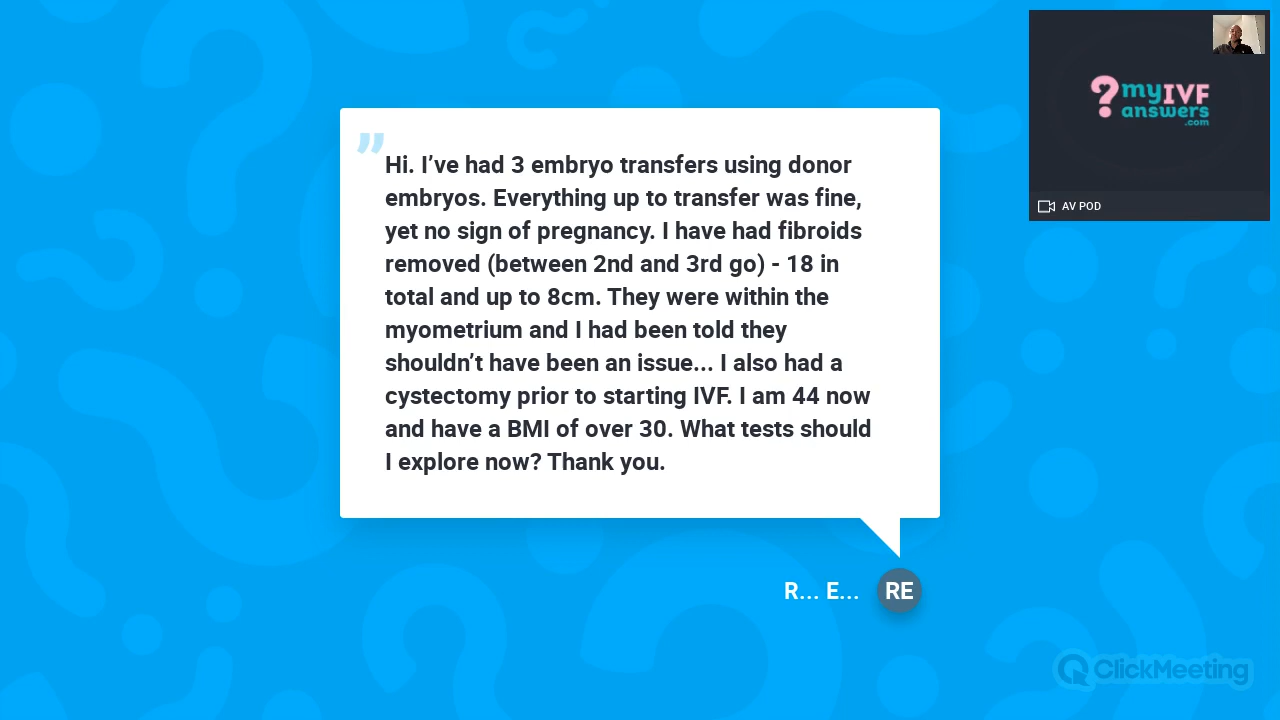 ?myIVF
answers
.com
AV POD
”
Hi. I’ve had 3 embryo transfers using donor
embryos. Everything up to transfer was fine,
yet no sign of pregnancy. I have had fibroids
removed (between 2nd and 3rd go) - 18 in
total and up to 8cm. They were within the
myometrium and I had been told they
shouldn’t have been an issue... I also had a
cystectomy prior to starting IVF. I am 44 now
and have a BMI of over 30. What tests should
I explore now? Thank you.
R... E... RE
ClickMeeting